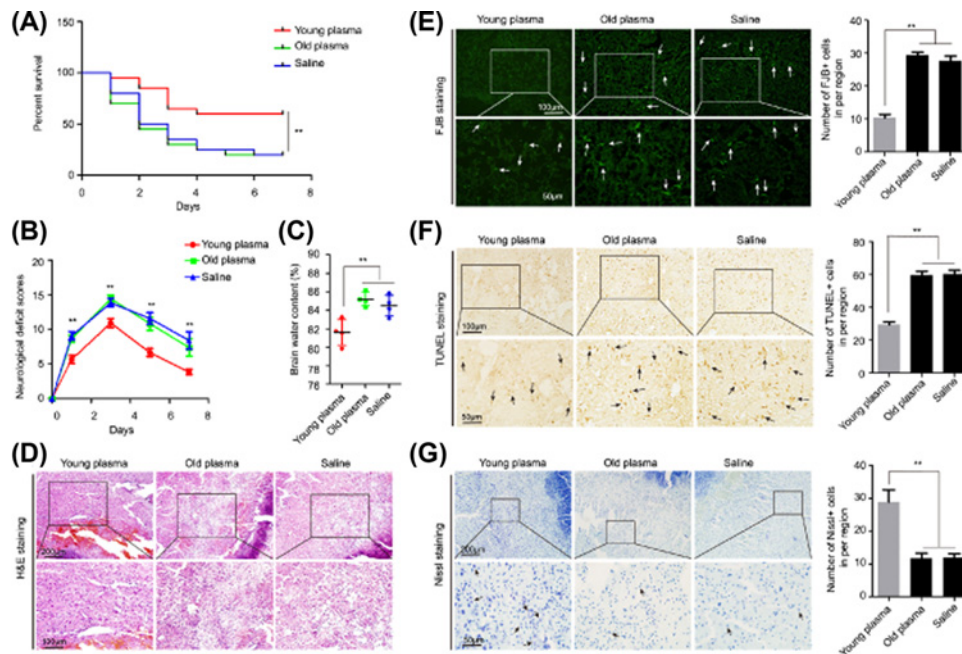 (A)
150
100
50
0
Percent survival
0 2 4 6 8
Days
Young plasma
Old plasma
Saline
**
(B)
Young plasma
Old plasma
Saline
20
15
10
5
0
Neurological deficit scores
** ** ** **
0 3 6 9
Days
(C)
88
86
84
82
80
78
76
Brain water content (%)
**
Young plasma
Old plasma
Saline
(D)
Young plasma Old plasma Saline
H&E staining
200μm
100μm
(E)
Young plasma Old plasma Saline
FJB staining
100μm
50μm
Number of FJB+ cells
in per region
40
30
20
10
0
**
Young plasma
Old plasma
Saline
(F)
Young plasma Old plasma Saline
TUNEL staining
100μm
50μm
Number of TUNEL+ cells
in per region
80
60
40
20
0
**
Young plasma
Old plasma
Saline
(G)
Young plasma Old plasma Saline
Nissl staining
200μm
50μm
Number of Nissl+ cells
in per region
40
30
20
10
0
**
Young plasma
Old plasma
Saline